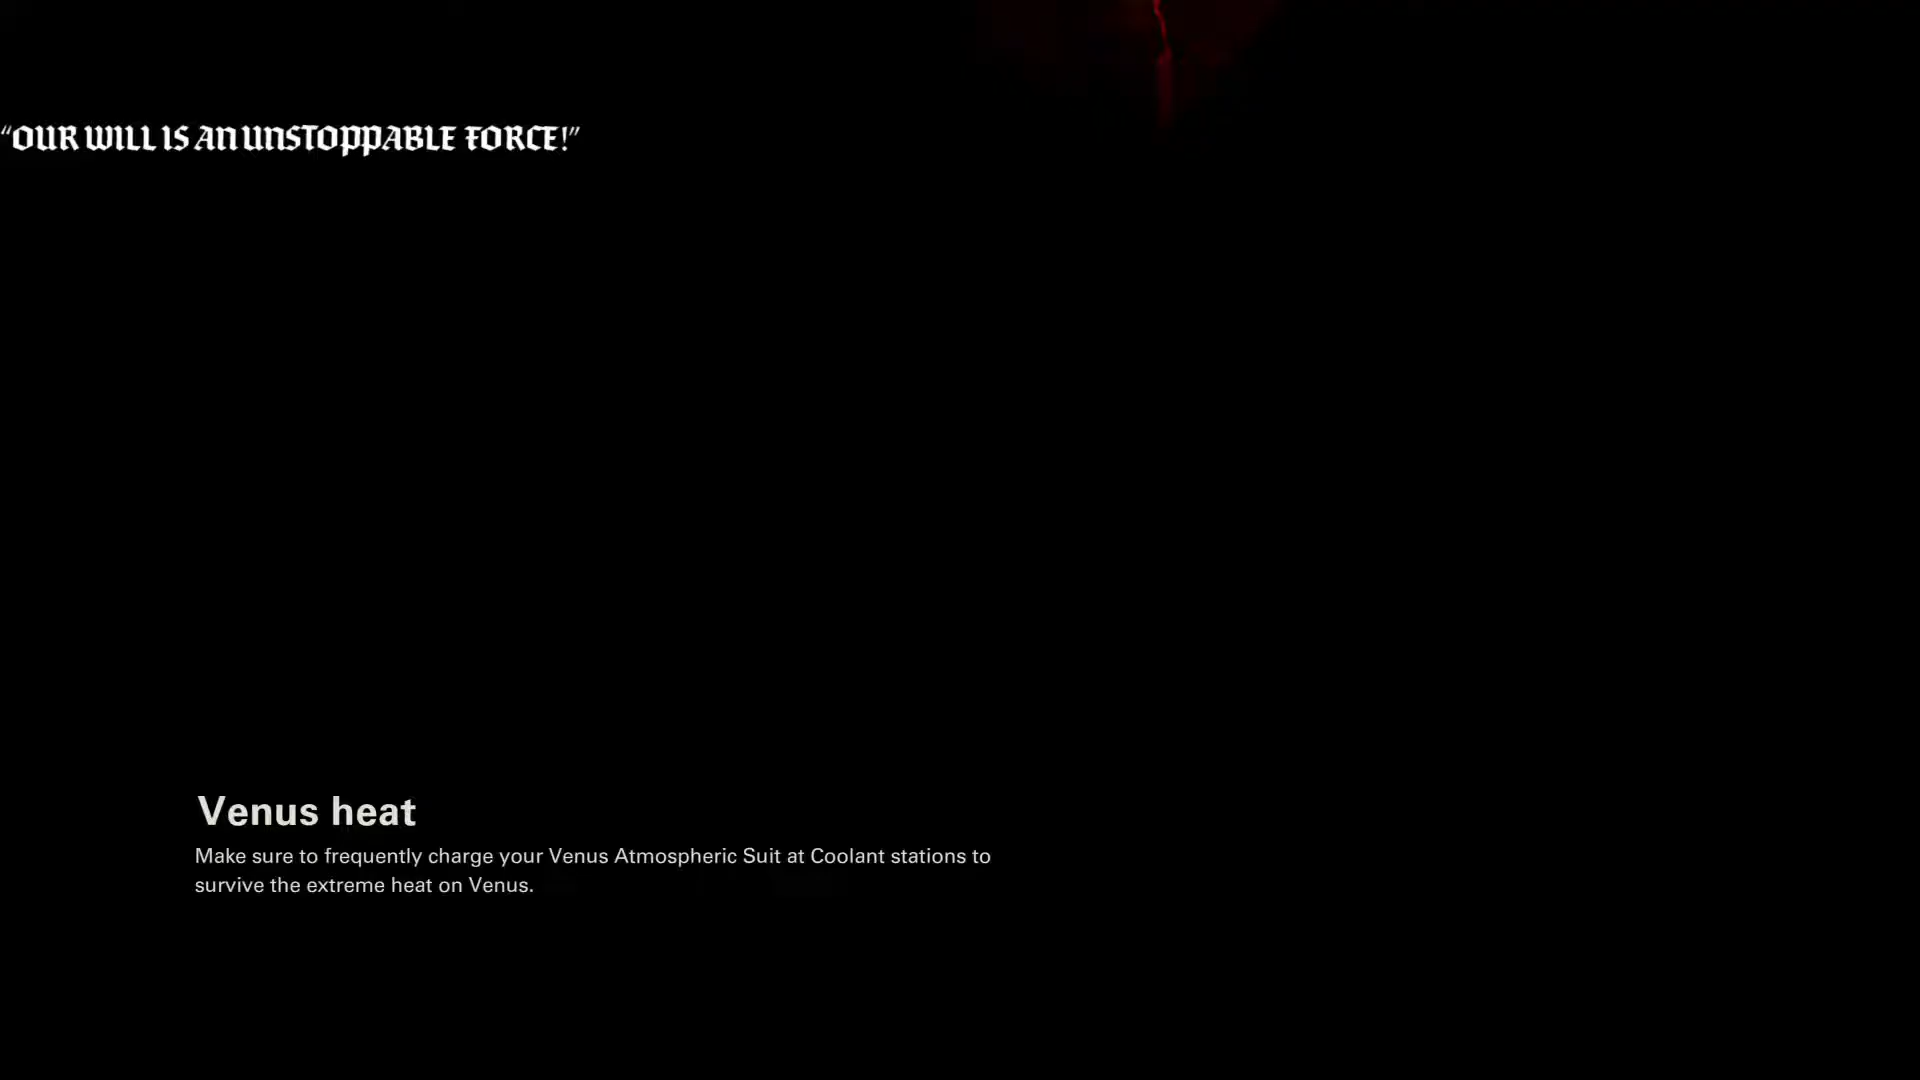 “OUR WILL IS AN UNSTOPPABLE FORCE!”
Venus heat
Make sure to frequently charge your Venus Atmospheric Suit at Coolant stations to
survive the extreme heat on Venus.